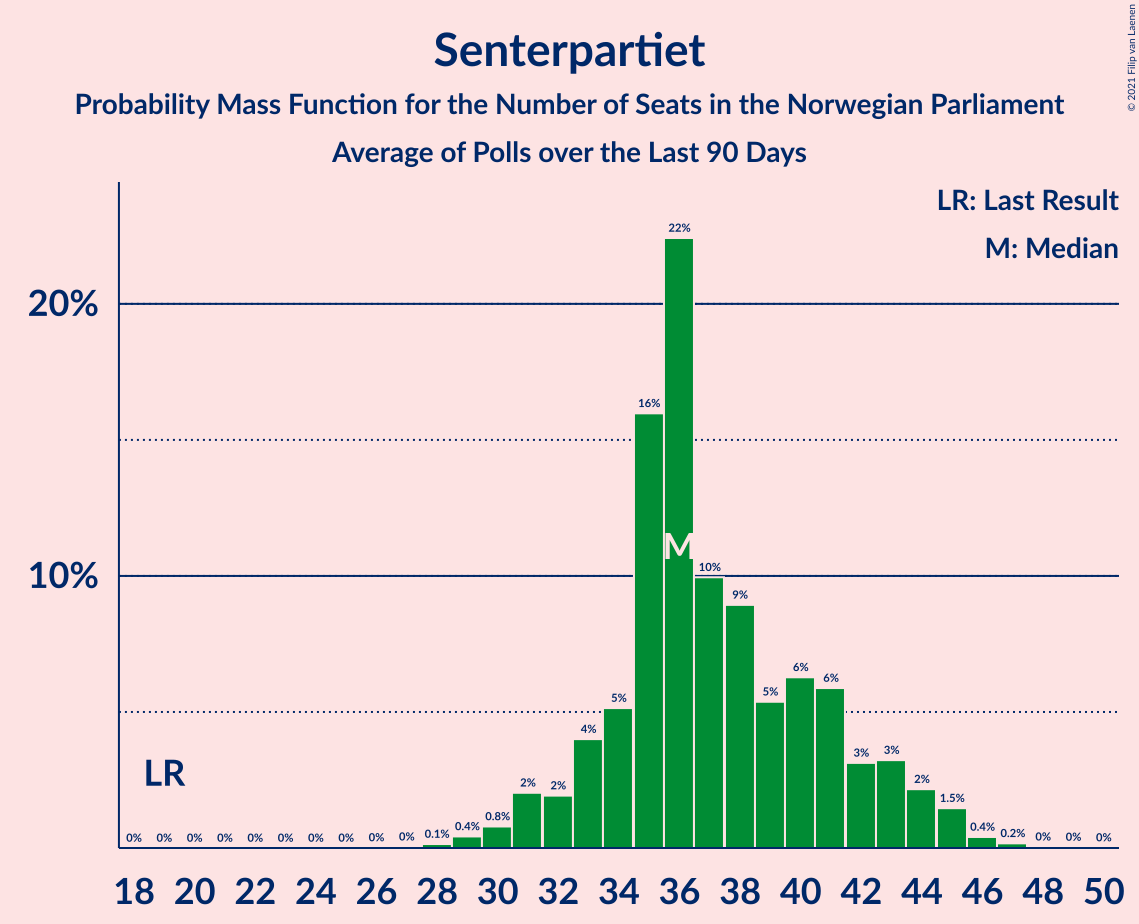 Senterpartiet
Probability Mass Function for the Number of Seats in the Norwegian Parliament
Average of Polls over the Last 90 Days
© 2021 Filip van Laenen
LR: Last Result
M: Median
22%
20%
16%
M
10%
10%
9%
6%
6%
5%
5%
4%
3%
3%
LR
2%
2%
2%
1.5%
0% 0% 0% 0% 0% 0% 0% 0% 0% 0% 0.1% 0.4% 0.8% 0.4% 0.2% 0% 0% 0%
18 20 22 24 26 28 30 32 34 36 38 40 42 44 46 48 50